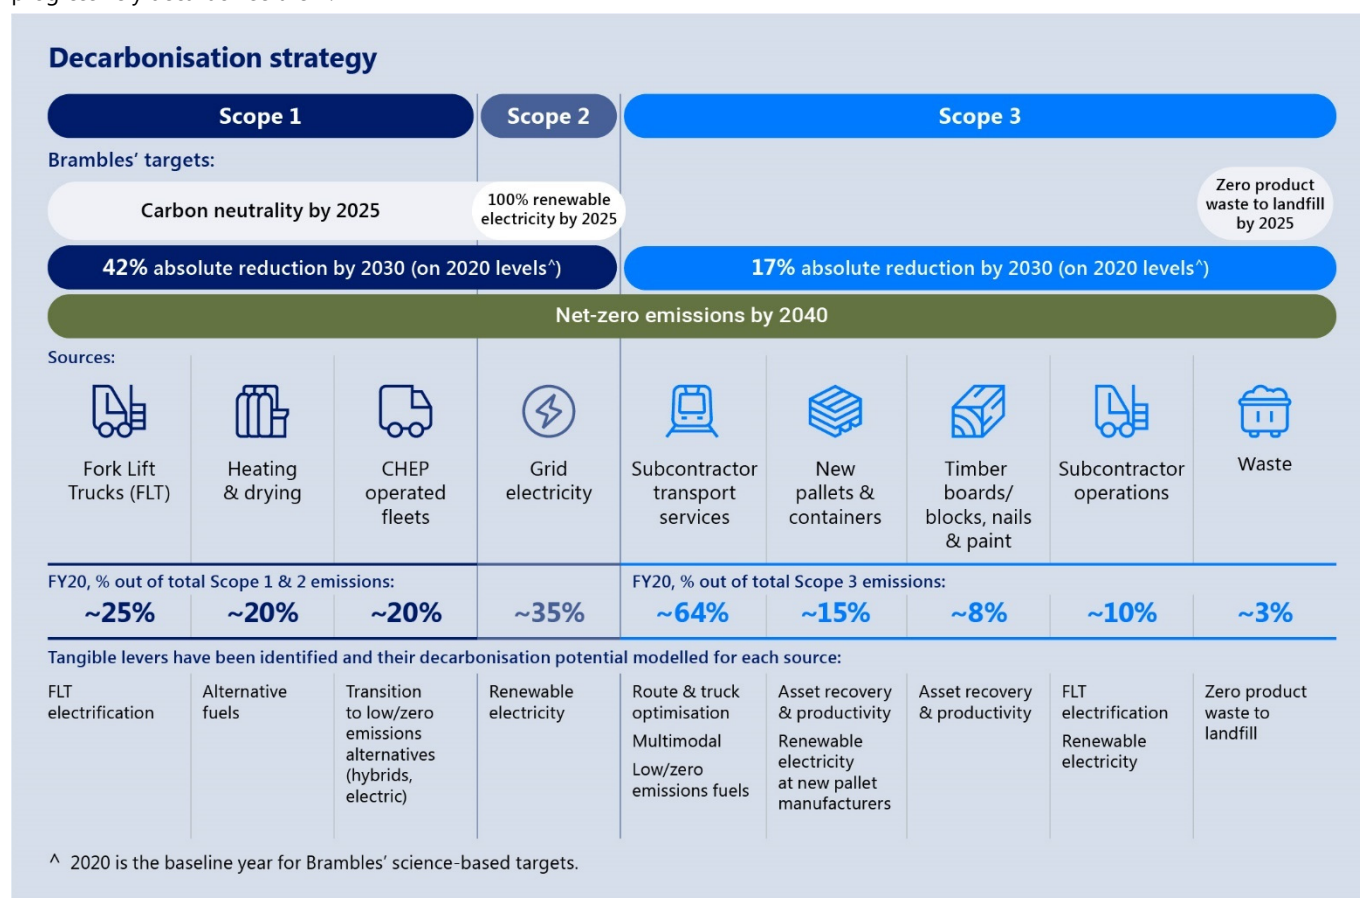 Decarbonisation strategy
Scope 1
Scope 2
Scope 3
Brambles’ targets:
Carbon neutrality by 2025
100% renewable
electricity by 2025
Zero product
waste to landfill
by 2025
42% absolute reduction by 2030 (on 2020 levels^)
17% absolute reduction by 2030 (on 2020 levels^)
Net-zero emissions by 2040
Sources:
Fork Lift
Trucks (FLT)
Heating
& drying
CHEP
operated
fleets
Grid
electricity
Subcontractor
transport
services
New
pallets &
containers
Timber
boards/
blocks, nails
& paint
Subcontractor
operations
Waste
FY20, % out of total Scope 1 & 2 emissions:
~25%
~20%
~20%
~35%
FY20, % out of total Scope 3 emissions:
~64%
~15%
~8%
~10%
~3%
Tangible levers have been identified and their decarbonisation potential modelled for each source:
FLT
electrification
Alternative
fuels
Transition
to low/zero
emissions
alternatives
(hybrids,
electric)
Renewable
electricity
Route & truck
optimisation
Multimodal
Low/zero
emissions fuels
Asset recovery
& productivity
Renewable
electricity
at new pallet
manufacturers
Asset recovery
& productivity
FLT
electrification
Renewable
electricity
Zero product
waste to
landfill
^ 2020 is the baseline year for Brambles’ science-based targets.